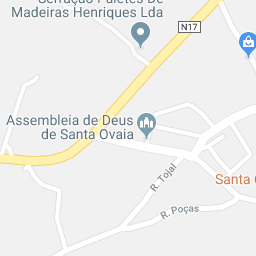 Serração Paletes De
Madeiras Henriques Lda
N17
Assembleia de Deus
de Santa Ovaia
R. Tojal
Santa
R. Poças